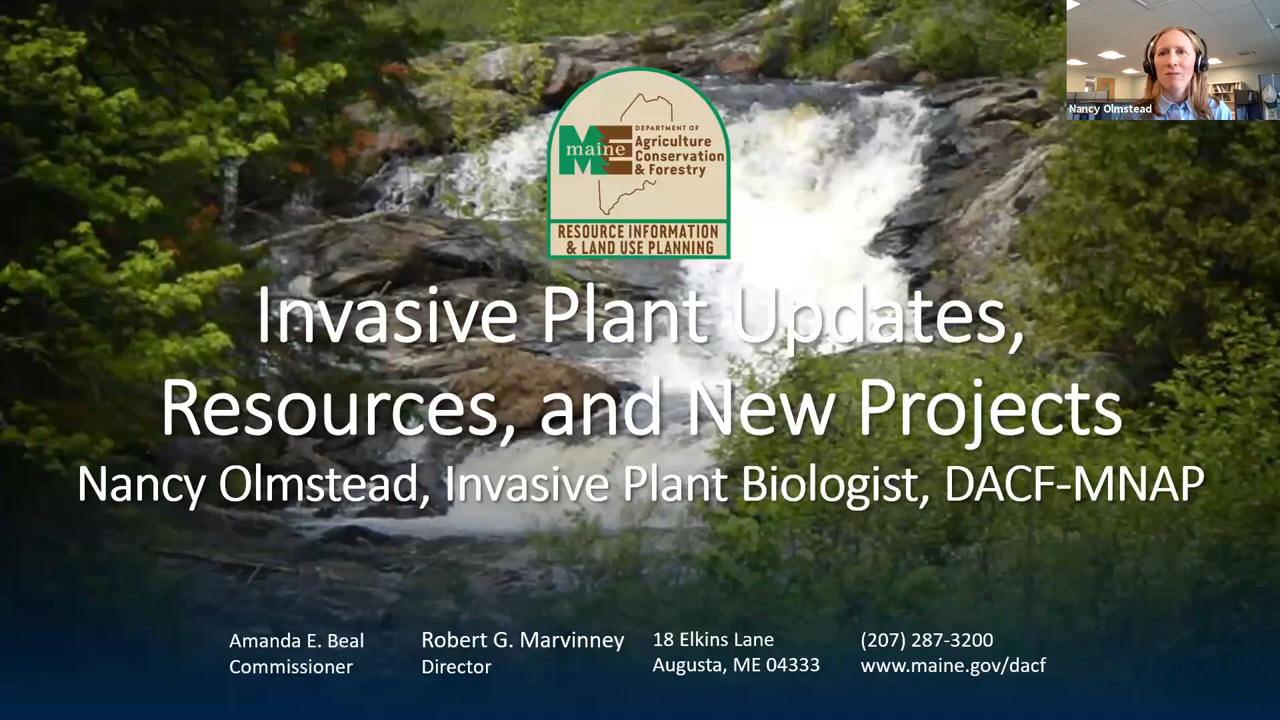 Nancy Olmstead
maine
DEPARTMENT OF
Agriculture
Conservation
& Forestry
RESOURCE INFORMATION
& LAND USE PLANNING
Invasive Plant Updates,
Resources, and New Projects
Nancy Olmstead, Invasive Plant Biologist, DACF-MNAP
Amanda E. Beal
Commissioner
Robert G. Marvinney
Director
18 Elkins Lane
Augusta, ME 04333
(207) 287-3200
www.maine.gov/dacf